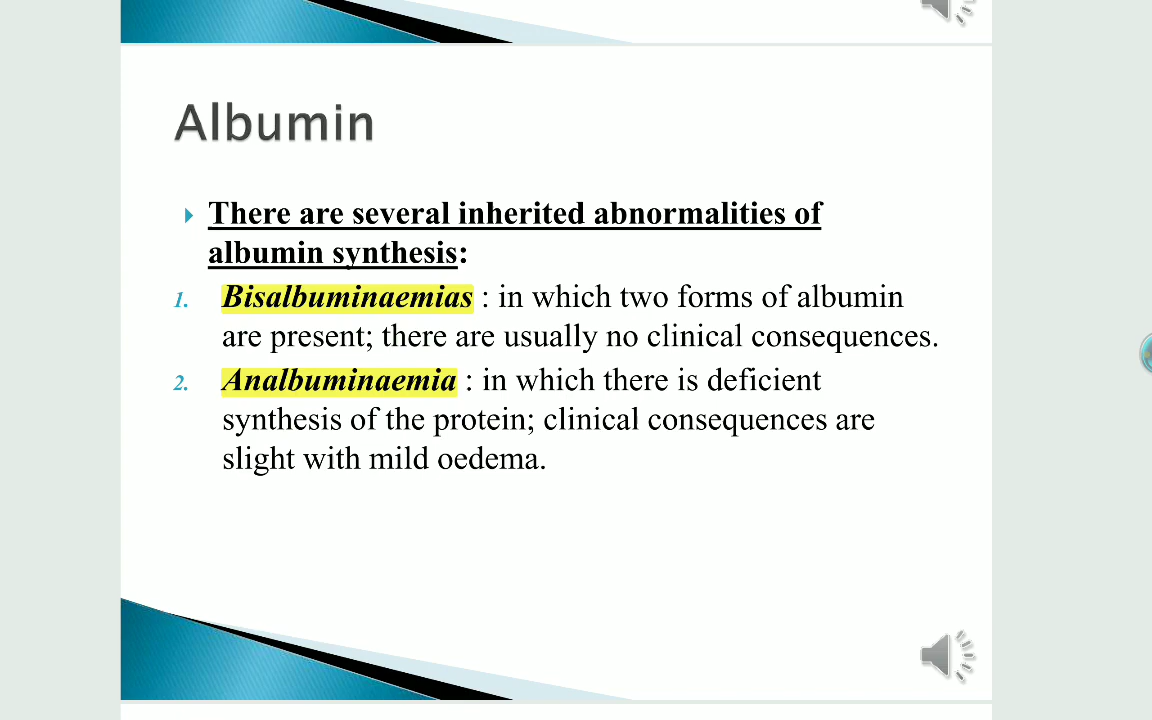 Albumin
There are several inherited abnormalities of
albumin synthesis:
1. Bisalbuminaemias : in which two forms of albumin
are present; there are usually no clinical consequences.
2. Analbuminaemia : in which there is deficient
synthesis of the protein; clinical consequences are
slight with mild oedema.